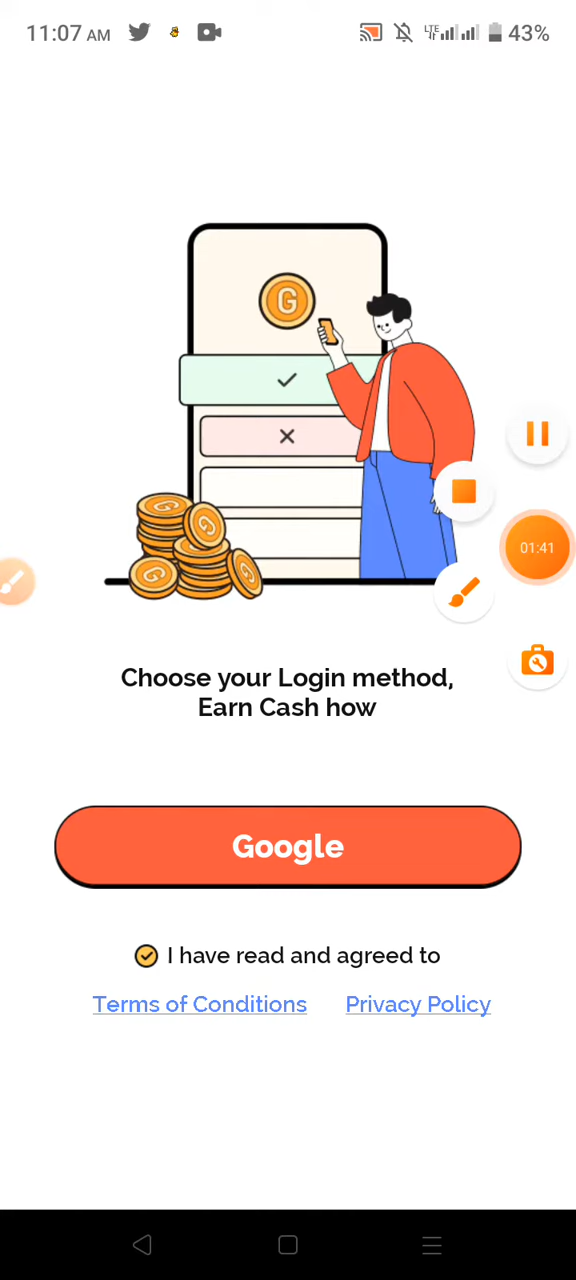 11:07 AM
LTE
43%
G
01:41
Choose your Login method,
Earn Cash how
Google
I have read and agreed to
Terms of Conditions
Privacy Policy